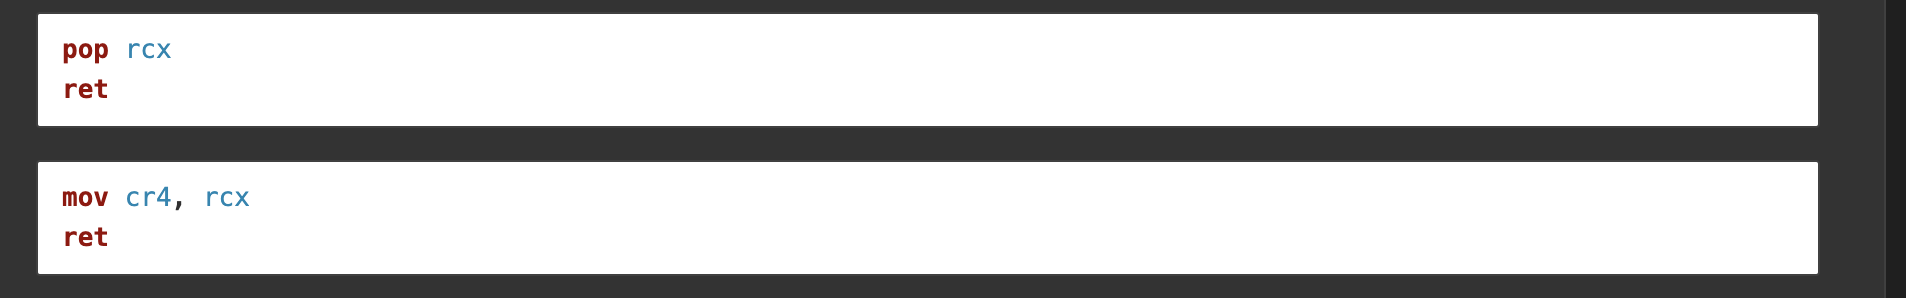 pop rcx
ret
mov cr4, rcx
ret